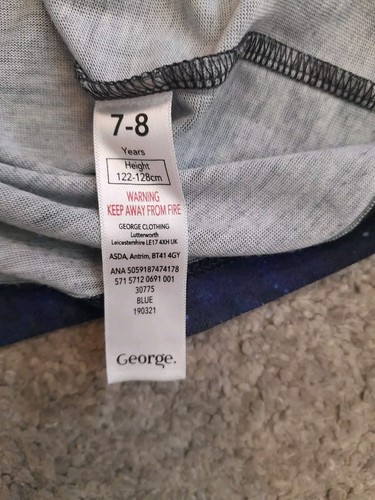 7-8
Years
Height
122-128cm
WARNING
KEEP AWAY FROM FIRE
GEORGE CLOTHING
Lutterworth
Leicestershire LE17 4XH UK
ASDA, Antrim, BT41 4GY
ANA 5059187474178
571 5712 0691 001
30775
BLUE
190321
George.